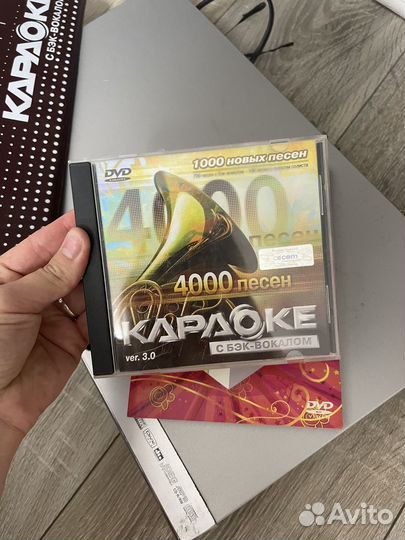 КАРАОКЕ
С БЭК-ВОКАЛОМ
DVD
1000 новых песен
4000
песен
cecem
4000 песен
КАРАОКЕ
С БЭК-ВОКАЛОМ
ver. 3.0
DVD
Avito